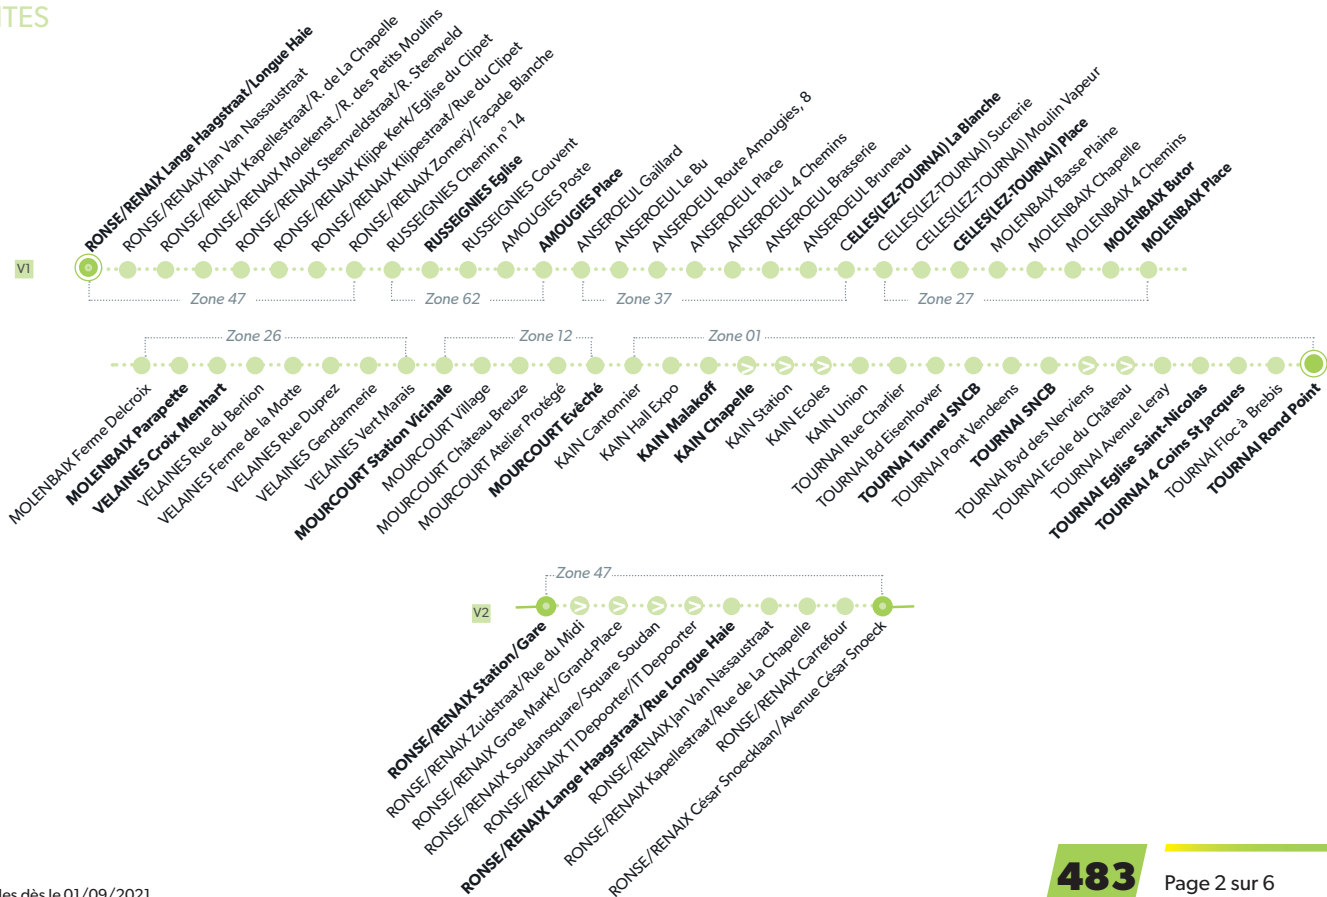 ITES
RONSE/RENAIX Lange Haagstraat/Longue Haie
RONSE/RENAIX Jan Van Nassaustraat
RONSE/RENAIX Kapellestraat/R. de La Chapelle
RONSE/RENAIX Molekenst./R. des Petits Moulins
RONSE/RENAIX Steenveldstraat/R. Steenveld
RONSE/RENAIX Klijpe Kerk/Eglise du Clipet
RONSE/RENAIX Klijpestraat/Rue du Clipet
RONSE/RENAIX Zomerÿ/Façade Blanche
RUSSEIGNIES Chemin n° 14
RUSSEIGNIES Eglise
RUSSEIGNIES Couvent
AMOUGIES Poste
AMOUGIES Place
ANSEROEUL Gaillard
ANSEROEUL Le Bu
ANSEROEUL Route Amougies, 8
ANSEROEUL Place
ANSEROEUL 4 Chemins
ANSEROEUL Brasserie
ANSEROEUL Bruneau
CELLES(LEZ-TOURNAI) La Blanche
CELLES(LEZ-TOURNAI) Sucrerie
CELLES(LEZ-TOURNAI) Moulin Vapeur
CELLES(LEZ-TOURNAI) Place
MOLENBAIX Basse Plaine
MOLENBAIX Chapelle
MOLENBAIX 4 Chemins
MOLENBAIX Butor
MOLENBAIX Place
V1
Zone 47
Zone 62
Zone 37
Zone 27
Zone 26
Zone 12
Zone 01
MOLENBAIX Ferme Delcroix
MOLENBAIX Parapette
VELAINES Croix Menhart
VELAINES Rue du Berlion
VELAINES Ferme de la Motte
VELAINES Rue Duprez
VELAINES Gendarmerie
VELAINES Vert Marais
MOURCOURT Station Vicinale
MOURCOURT Village
MOURCOURT Château Breuze
MOURCOURT Atelier Protégé
MOURCOURT Evêché
KAIN Cantonnier
KAIN Hall Expo
KAIN Malakoff
KAIN Chapelle
KAIN Station
KAIN Ecoles
KAIN Union
TOURNAI Rue Charlier
TOURNAI Bd Eisenhower
TOURNAI Tunnel SNCB
TOURNAI Pont Vendeens
TOURNAI SNCB
TOURNAI Bvd des Nerviens
TOURNAI Ecole du Château
TOURNAI Avenue Leray
TOURNAI Eglise Saint-Nicolas
TOURNAI 4 Coins St Jacques
TOURNAI Floc à Brebis
TOURNAI Rond Point
Zone 47
V2
RONSE/RENAIX Station/Gare
RONSE/RENAIX Zuidstraat/Rue du Midi
RONSE/RENAIX Grote Markt/Grand-Place
RONSE/RENAIX Soudansquare/Square Soudan
RONSE/RENAIX TI Depoorter/IT Depoorter
RONSE/RENAIX Lange Haagstraat/Rue Longue Haie
RONSE/RENAIX Jan Van Nassaustraat
RONSE/RENAIX Kapellestraat/Rue de La Chapelle
RONSE/RENAIX Carrefour
RONSE/RENAIX César Snoecklaan/Avenue César Snoeck
les dès le 01/09/2021
483
Page 2 sur 6